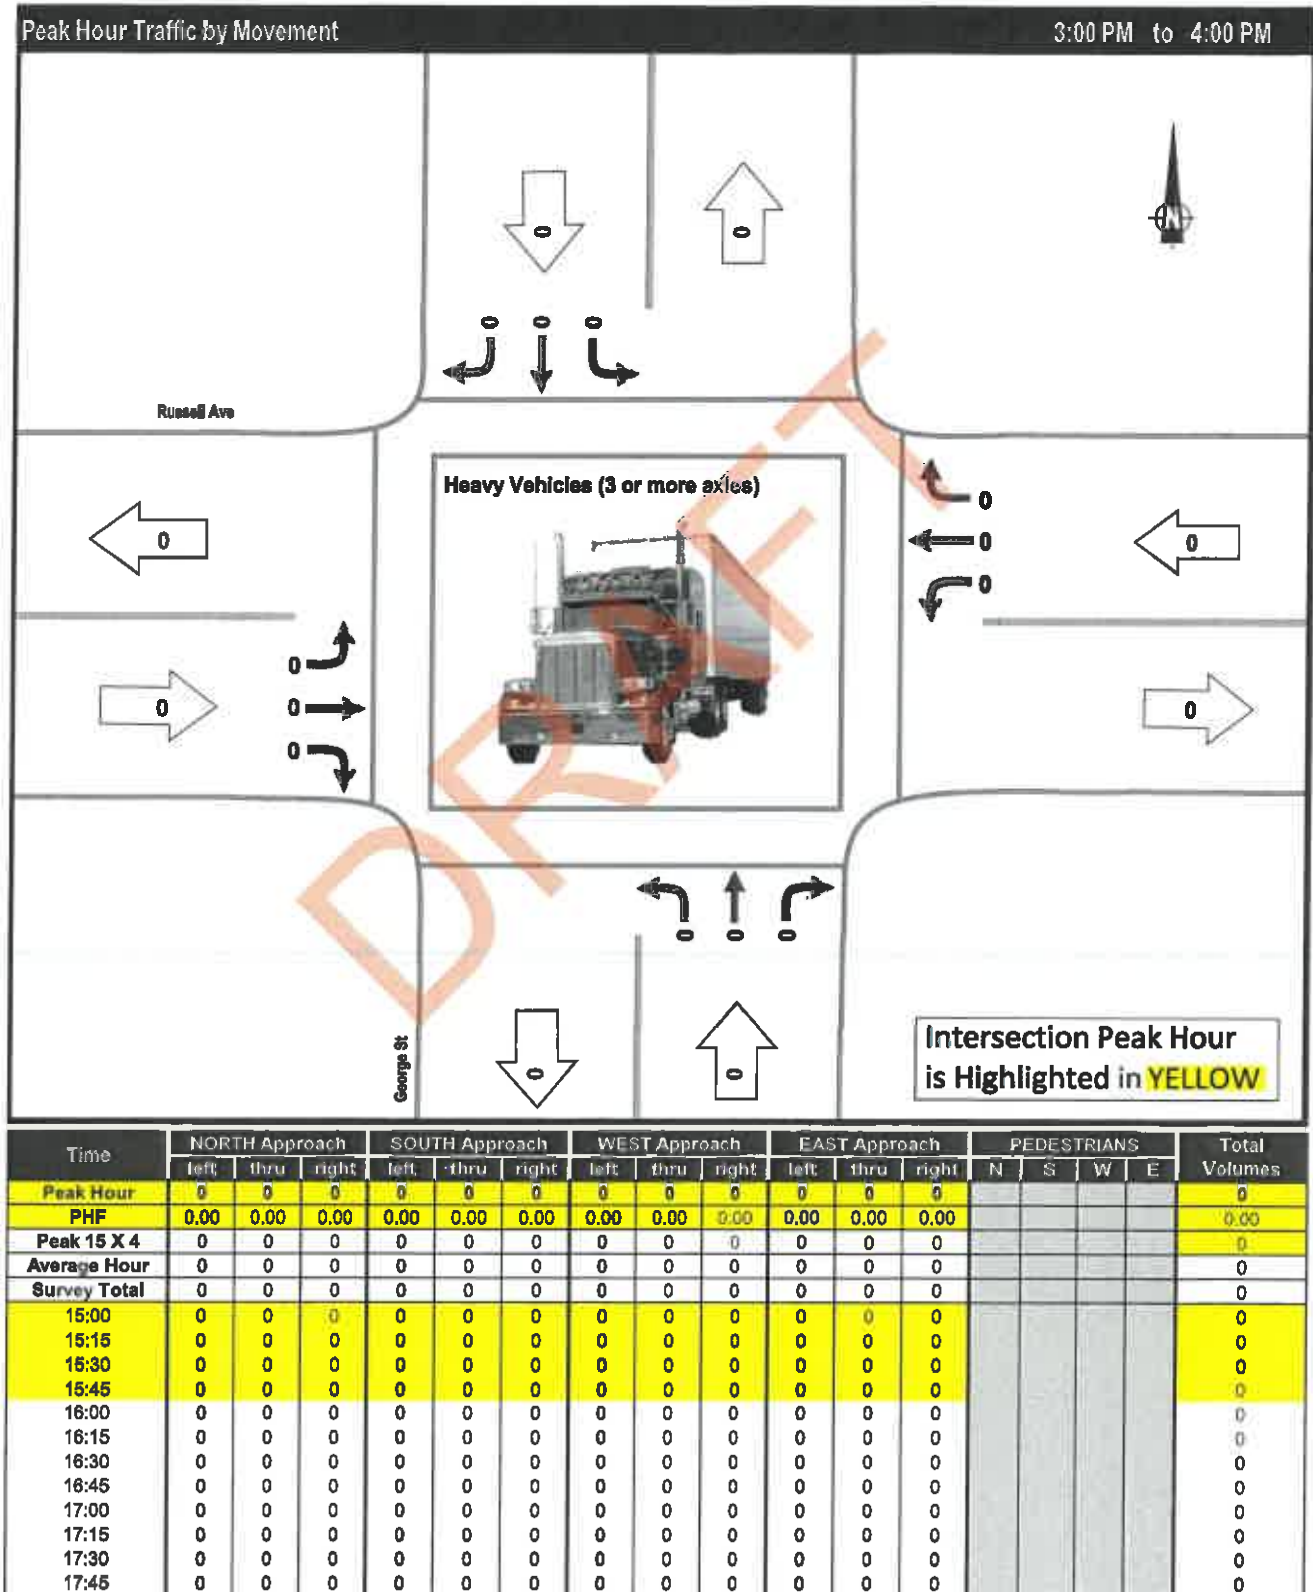 Peak Hour Traffic by Movement 3:00 PM to 4:00 PM
0 0
N
0 0 0
Russell Ave
Heavy Vehicles (3 or more axles)
0
0 0 0
0
0
0
0 0 0
0
DRAFT
0 0 0
George St
0 0
Intersection Peak Hour
is Highlighted in YELLOW
Time NORTH Approach SOUTH Approach WEST Approach EAST Approach PEDESTRIANS Total
left thru right left thru right left thru right left thru right N S W E Volumes
Peak Hour 0 0 0 0 0 0 0 0 0 0 0 0 0
PHF 0.00 0.00 0.00 0.00 0.00 0.00 0.00 0.00 0.00 0.00 0.00 0.00 0.00
Peak 15 X 4 0 0 0 0 0 0 0 0 0 0 0 0 0
Average Hour 0 0 0 0 0 0 0 0 0 0 0 0 0
Survey Total 0 0 0 0 0 0 0 0 0 0 0 0 0
15:00 0 0 0 0 0 0 0 0 0 0 0 0 0
15:15 0 0 0 0 0 0 0 0 0 0 0 0 0
15:30 0 0 0 0 0 0 0 0 0 0 0 0 0
15:45 0 0 0 0 0 0 0 0 0 0 0 0 0
16:00 0 0 0 0 0 0 0 0 0 0 0 0 0
16:15 0 0 0 0 0 0 0 0 0 0 0 0 0
16:30 0 0 0 0 0 0 0 0 0 0 0 0 0
16:45 0 0 0 0 0 0 0 0 0 0 0 0 0
17:00 0 0 0 0 0 0 0 0 0 0 0 0 0
17:15 0 0 0 0 0 0 0 0 0 0 0 0 0
17:30 0 0 0 0 0 0 0 0 0 0 0 0 0
17:45 0 0 0 0 0 0 0 0 0 0 0 0 0